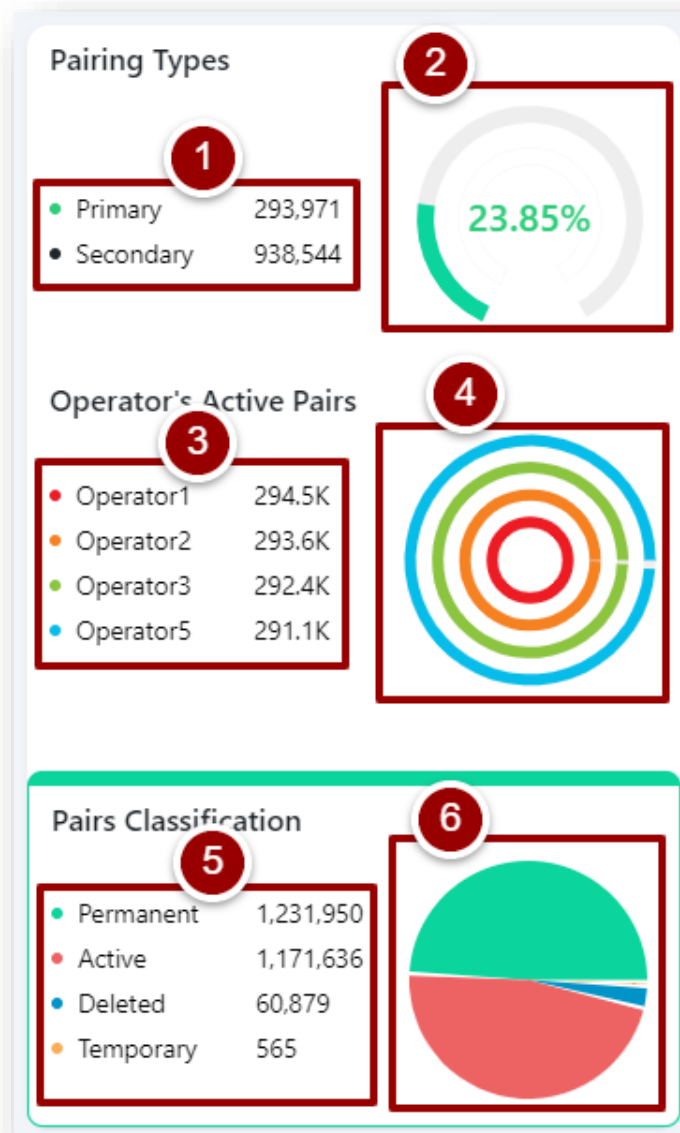 Pairing Types
2
1
Primary 293,971
Secondary 938,544
23.85%
Operator's Active Pairs
4
3
Operator1 294.5K
Operator2 293.6K
Operator3 292.4K
Operator5 291.1K
Pairs Classification
6
5
Permanent 1,231,950
Active 1,171,636
Deleted 60,879
Temporary 565